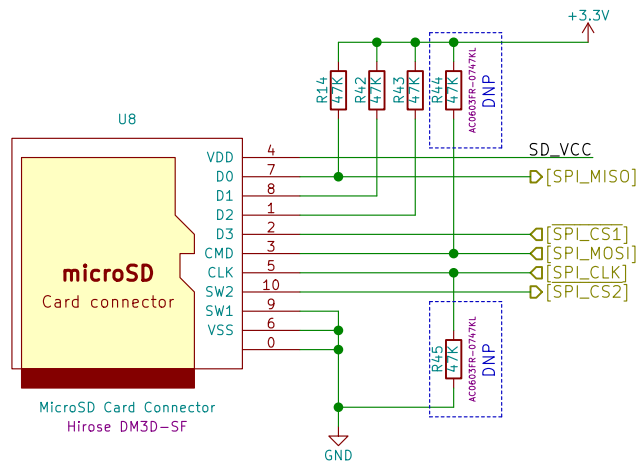 +3.3V
R14
47K
R42
47K
R43
47K
R44
47K
AC0603FR-0747KL
DNP
U8
VDD 4 SD_VCC
D0 7 [SPI_MISO]
D1 8
D2 1
D3 2 [SPI_CS1]
CMD 3 [SPI_MOSI]
CLK 5 [SPI_CLK]
SW2 10 [SPI_CS2]
SW1 9
VSS 6
0
microSD
Card connector
R45
47K
AC0603FR-0747KL
DNP
MicroSD Card Connector
Hirose DM3D-SF
GND